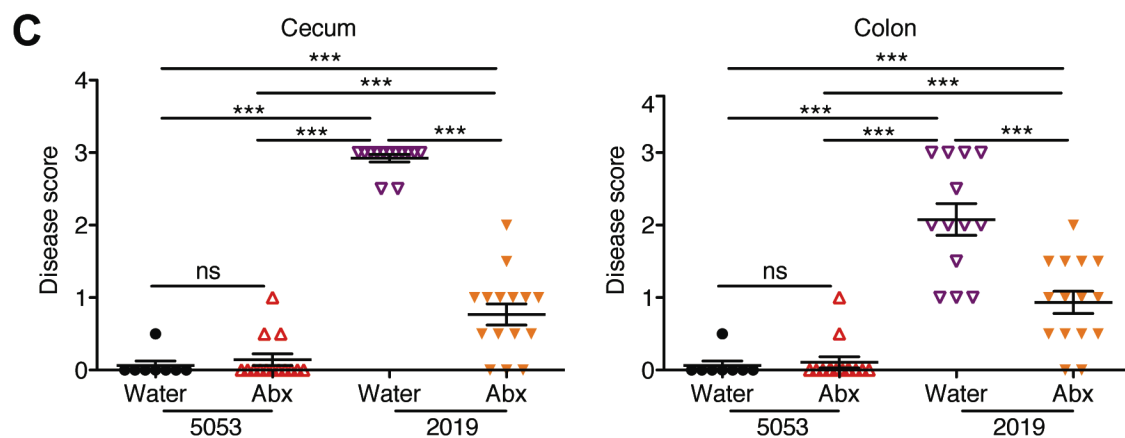 C
Cecum
Disease score
4
3
2
1
0
***
***
***
***
***
ns
Water Abx Water Abx
5053 2019
Colon
Disease score
4
3
2
1
0
***
***
***
***
***
ns
Water Abx Water Abx
5053 2019